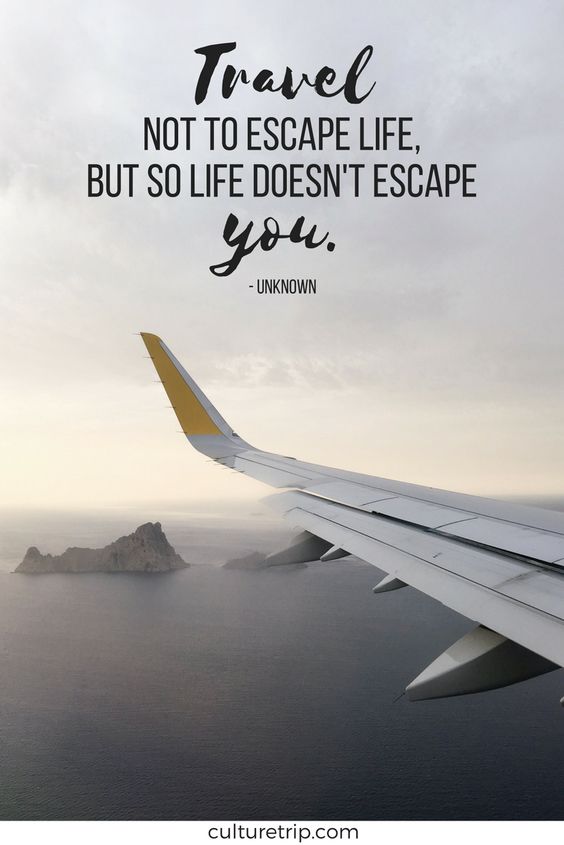 Travel
NOT TO ESCAPE LIFE,
BUT SO LIFE DOESN'T ESCAPE
you.
- UNKNOWN
culturetrip.com